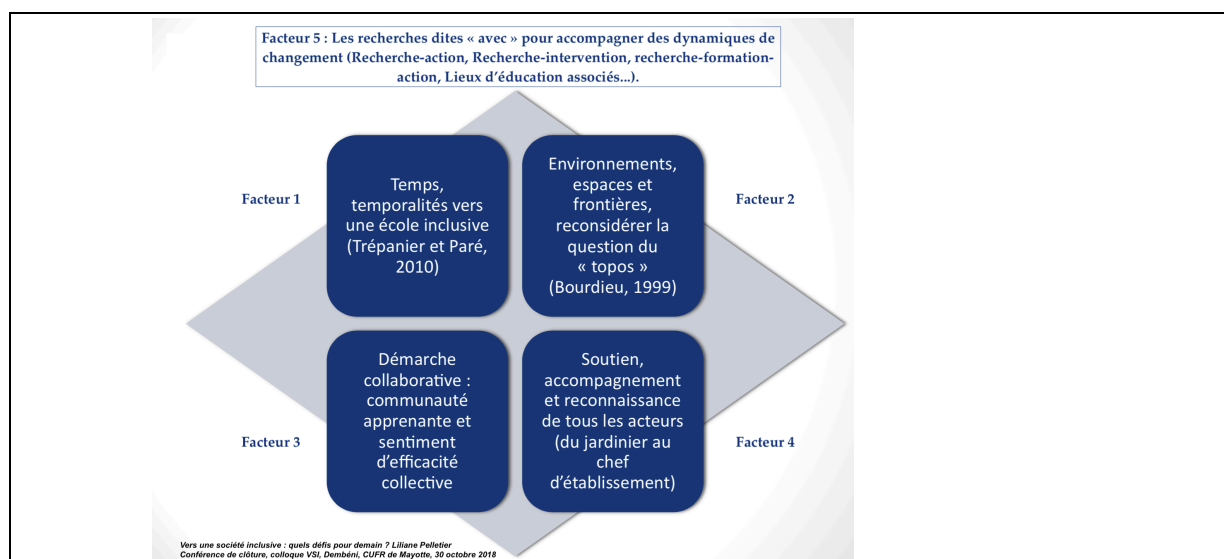 Facteur 5 : Les recherches dites « avec » pour accompagner des dynamiques de
changement (Recherche-action, Recherche-intervention, recherche-formation-
action, Lieux d’éducation associés...).
Facteur 1
Temps,
temporalités vers
une école inclusive
(Trépanier et Paré,
2010)
Environnements,
espaces et
frontières,
reconsidérer la
question du
« topos »
(Bourdieu, 1999)
Facteur 2
Facteur 3
Démarche
collaborative :
communauté
apprenante et
sentiment
d’efficacité
collective
Soutien,
accompagnement
et reconnaissance
de tous les acteurs
(du jardinier au
chef
d’établissement)
Facteur 4
Vers une société inclusive : quels défis pour demain ? Liliane Pelletier
Conférence de clôture, colloque VSI, Dembéni, CUFR de Mayotte, 30 octobre 2018